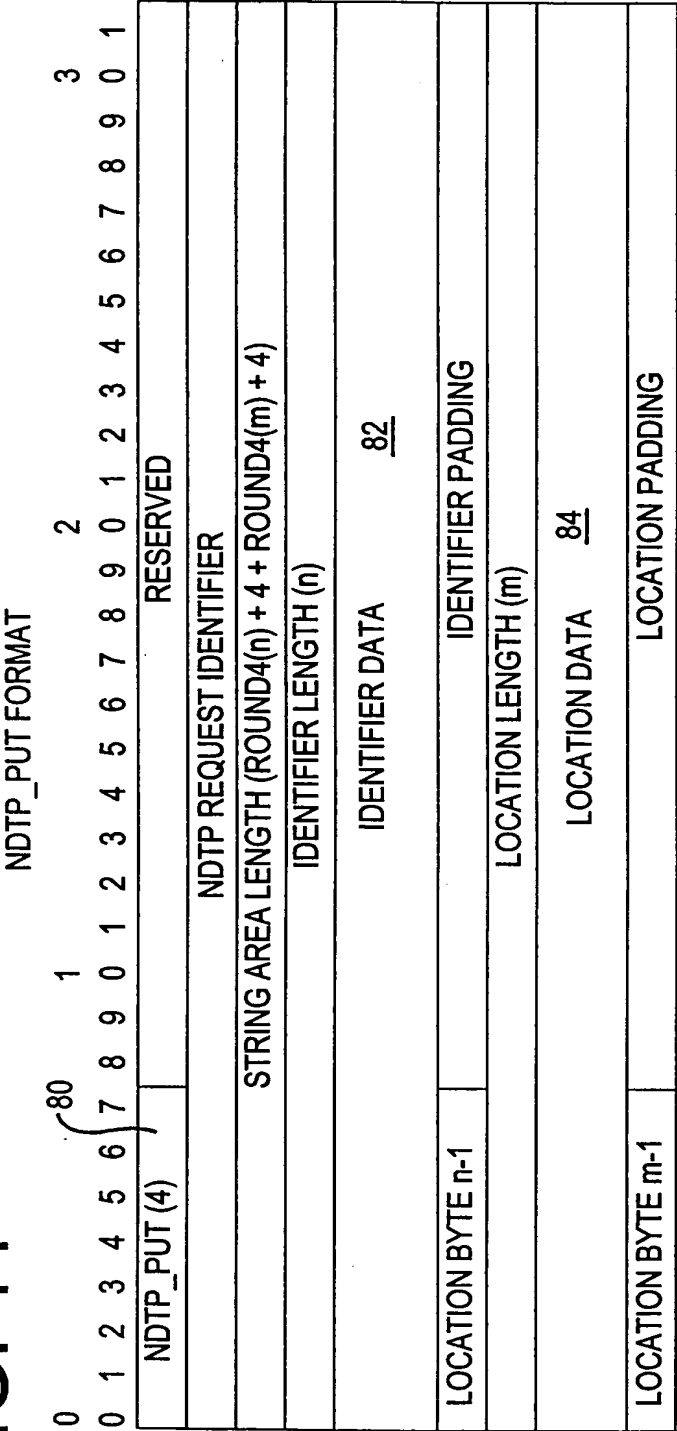 NDTP_PUT FORMAT
0 1 2 3
0 1 2 3 4 5 6 7 8 9 0 1 2 3 4 5 6 7 8 9 0 1 2 3 4 5 6 7 8 9 0 1
80
NDTP_PUT (4) RESERVED
NDTP REQUEST IDENTIFIER
STRING AREA LENGTH (ROUND4(n) + 4 + ROUND4(m) + 4)
IDENTIFIER LENGTH (n)
IDENTIFIER DATA 82
LOCATION BYTE n-1 IDENTIFIER PADDING
LOCATION LENGTH (m)
LOCATION DATA 84
LOCATION BYTE m-1 LOCATION PADDING